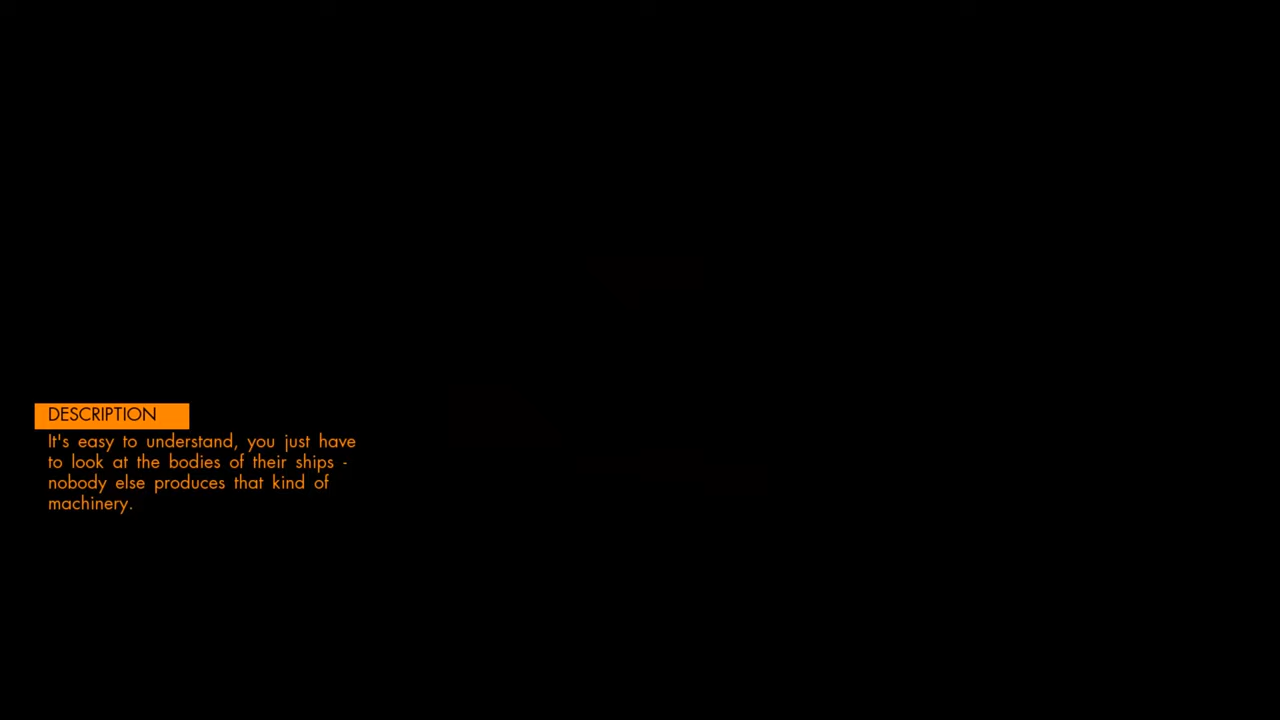 DESCRIPTION
It's easy to understand, you just have
to look at the bodies of their ships -
nobody else produces that kind of
machinery.